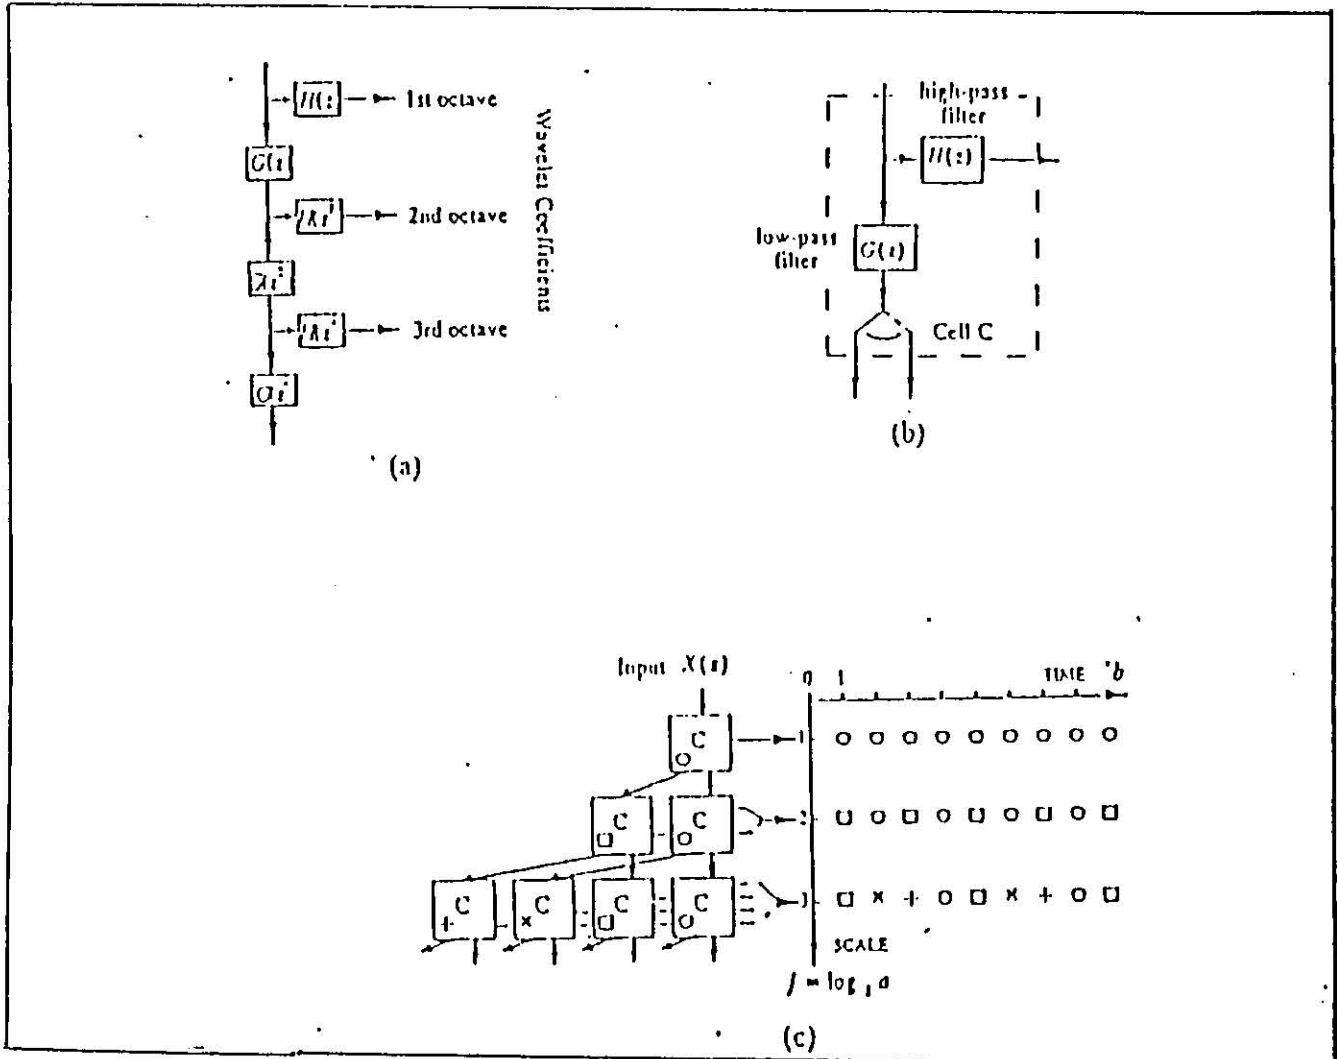 1st octave
2nd octave
3rd octave
Wavelet Coefficients
(a)
high-pass
filter
H(z)
low-pass
filter
G(z)
Cell C
(b)
Input X(z)
0 1 TIME b
C 1
C C 2
C C C C 3
SCALE
(c)